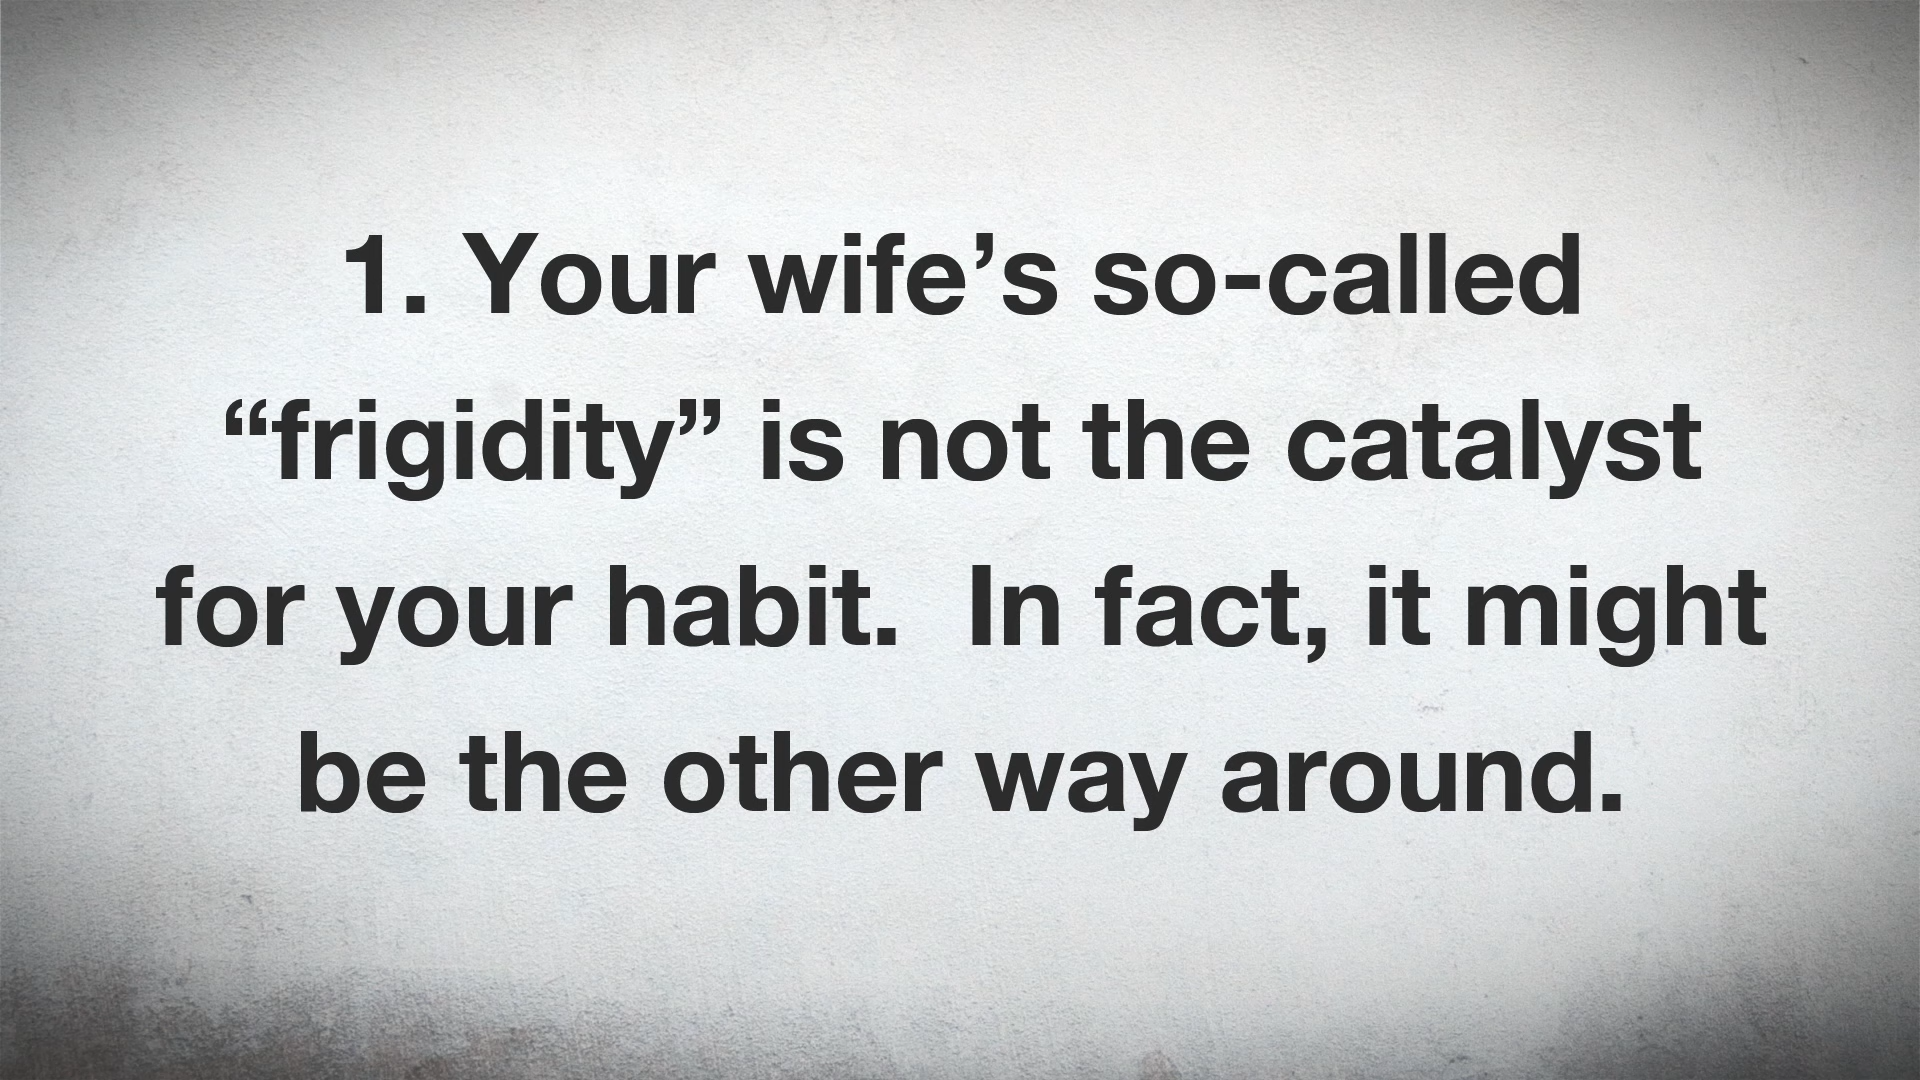 1. Your wife’s so-called
“frigidity” is not the catalyst
for your habit.  In fact, it might
be the other way around.